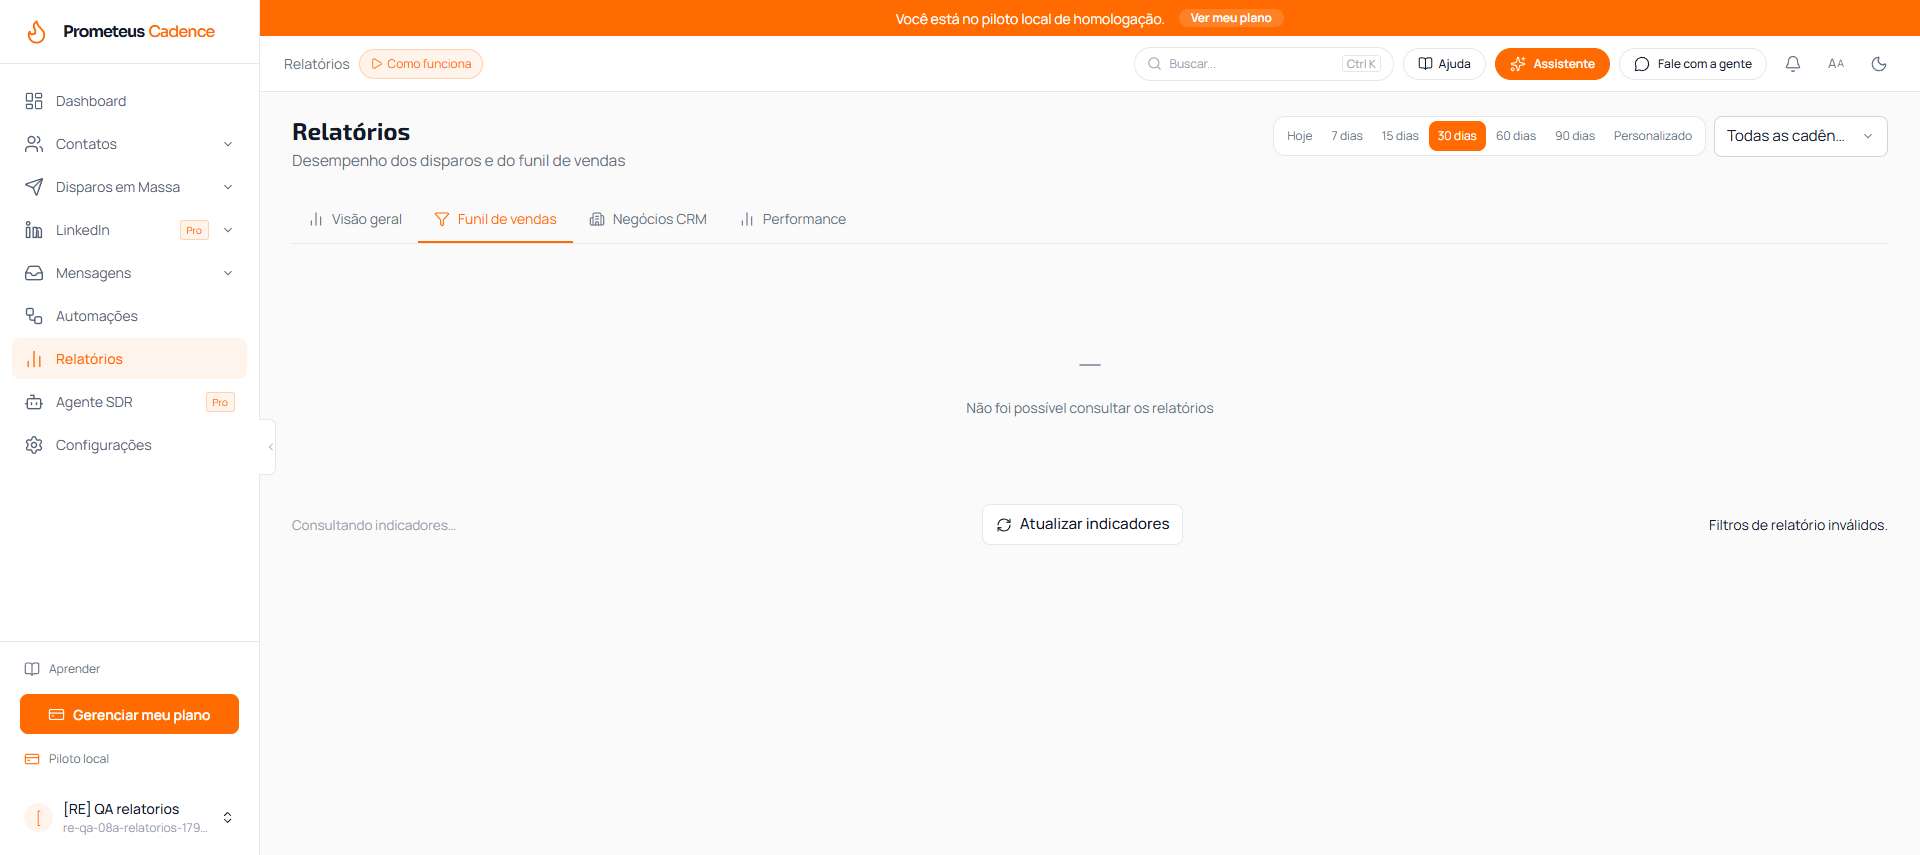 Prometeus Cadence
Você está no piloto local de homologação. Ver meu plano
Relatórios
Como funciona
Buscar...
Ctrl K
Ajuda
Assistente
Fale com a gente
AA
Dashboard
Contatos
Disparos em Massa
LinkedIn Pro
Mensagens
Automações
Relatórios
Agente SDR Pro
Configurações
Relatórios
Desempenho dos disparos e do funil de vendas
Hoje 7 dias 15 dias 30 dias 60 dias 90 dias Personalizado
Todas as cadên...
Visão geral
Funil de vendas
Negócios CRM
Performance
—
Não foi possível consultar os relatórios
Consultando indicadores...
Atualizar indicadores
Filtros de relatório inválidos.
Aprender
Gerenciar meu plano
Piloto local
[
[RE] QA relatorios
re-qa-08a-relatorios-179...